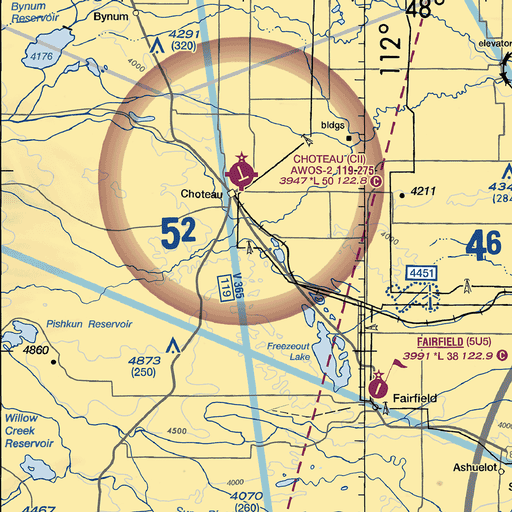 Bynum
Reservoir
Bynum
4291
(320)
48°
112°
elevator
4176
4000
bldgs
CHOTEAU (CII)
AWOS-2 119.275
3947 *L 50 122.8 C
Choteau
4211
434
(284
5²
4000
4⁶
4451
V 365
119
Pishkun Reservoir
4860
4873
(250)
Freezeout
Lake
FAIRFIELD (5U5)
3991 *L 38 122.9 C
Fairfield
Willow
Creek
Reservoir
4500
Ashuelot
4070
(260)
4467